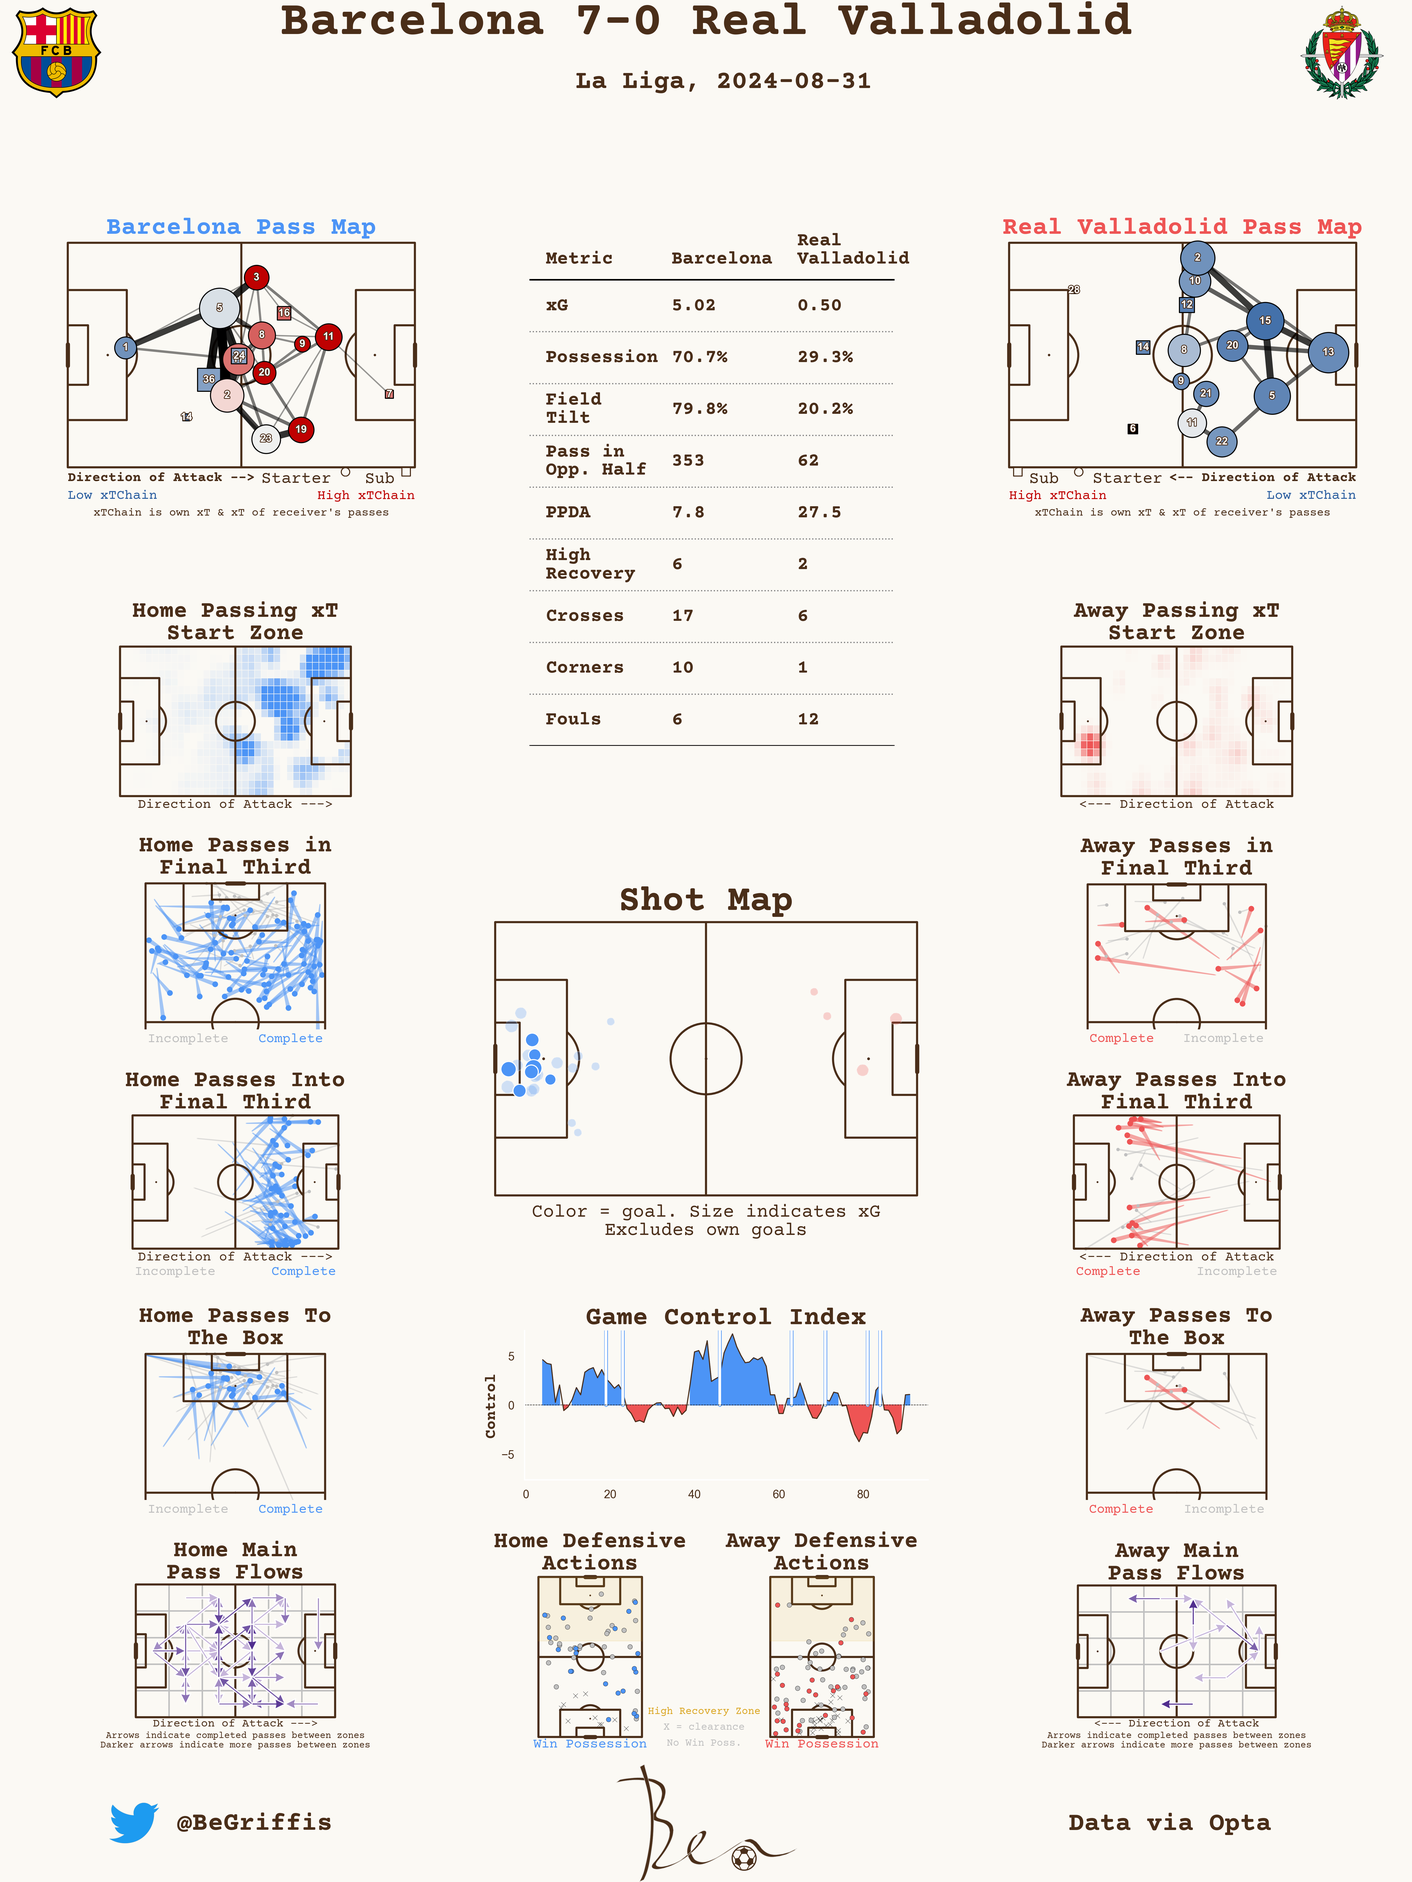 Barcelona 7-0 Real Valladolid
La Liga, 2024-08-31
FCB
Barcelona Pass Map
3
5
16
8
11
9
1
24
20
36
2
7
14
19
23
Direction of Attack --> Starter Sub
Low xTChain High xTChain
xTChain is own xT & xT of receiver's passes
Metric Barcelona Real Valladolid
xG 5.02 0.50
Possession 70.7% 29.3%
Field Tilt 79.8% 20.2%
Pass in Opp. Half 353 62
PPDA 7.8 27.5
High Recovery 6 2
Crosses 17 6
Corners 10 1
Fouls 6 12
Real Valladolid Pass Map
2
10
28
12
15
14
8
20
13
9
21
5
11
6
22
Sub Starter <-- Direction of Attack
High xTChain Low xTChain
xTChain is own xT & xT of receiver's passes
Home Passing xT
Start Zone
Direction of Attack --->
Away Passing xT
Start Zone
<--- Direction of Attack
Home Passes in
Final Third
Incomplete Complete
Away Passes in
Final Third
Complete Incomplete
Shot Map
Color = goal. Size indicates xG
Excludes own goals
Home Passes Into
Final Third
Direction of Attack --->
Incomplete Complete
Away Passes Into
Final Third
<--- Direction of Attack
Complete Incomplete
Home Passes To
The Box
Incomplete Complete
Game Control Index
Control
5
0
−5
0 20 40 60 80
Away Passes To
The Box
Complete Incomplete
Home Main
Pass Flows
Direction of Attack --->
Arrows indicate completed passes between zones
Darker arrows indicate more passes between zones
Home Defensive
Actions
Win Possession
High Recovery Zone
X = clearance
No Win Poss.
Away Defensive
Actions
Win Possession
Away Main
Pass Flows
<--- Direction of Attack
Arrows indicate completed passes between zones
Darker arrows indicate more passes between zones
@BeGriffis
Ben
Data via Opta